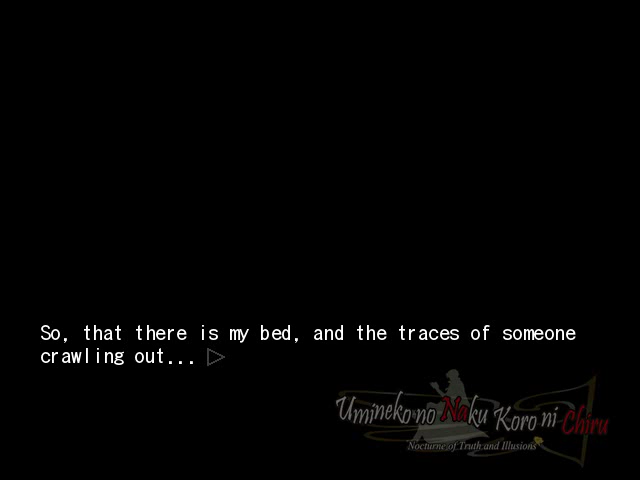 So, that there is my bed, and the traces of someone
crawling out...
Umineko no Naku Koro ni Chiru
Nocturne of Truth and Illusions